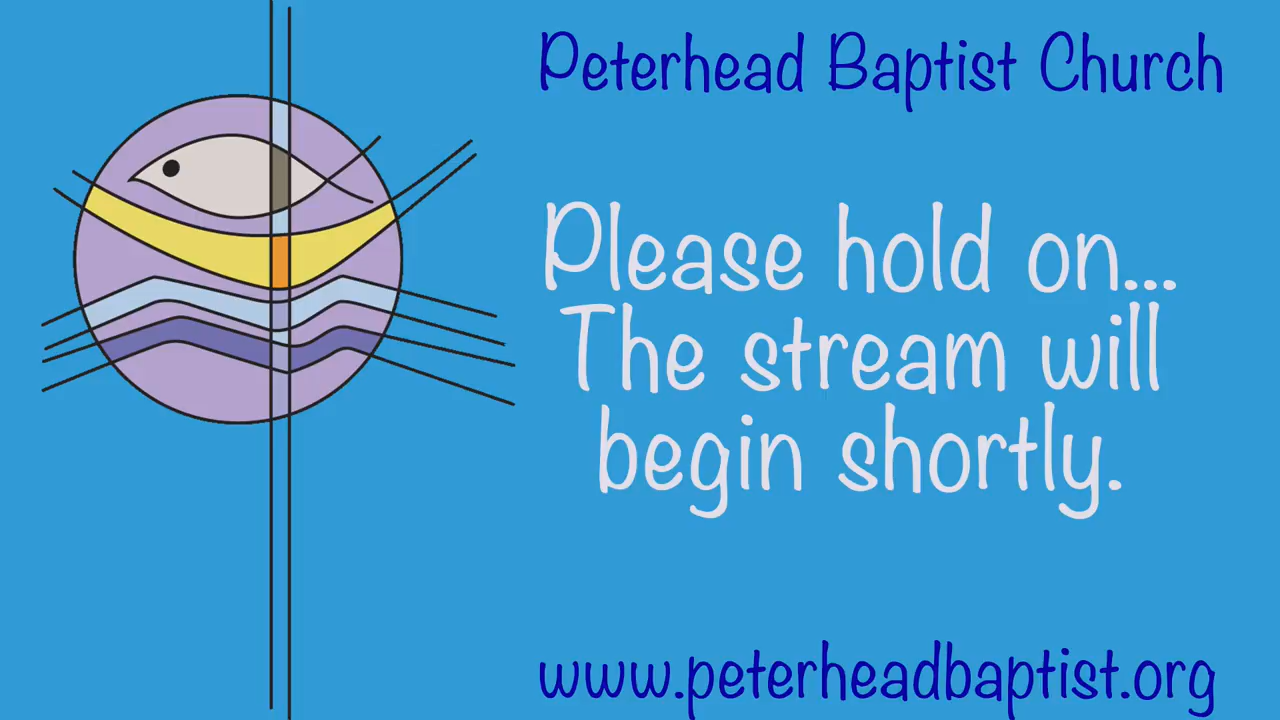 Peterhead Baptist Church
Please hold on...
The stream will
begin shortly.
www.peterheadbaptist.org